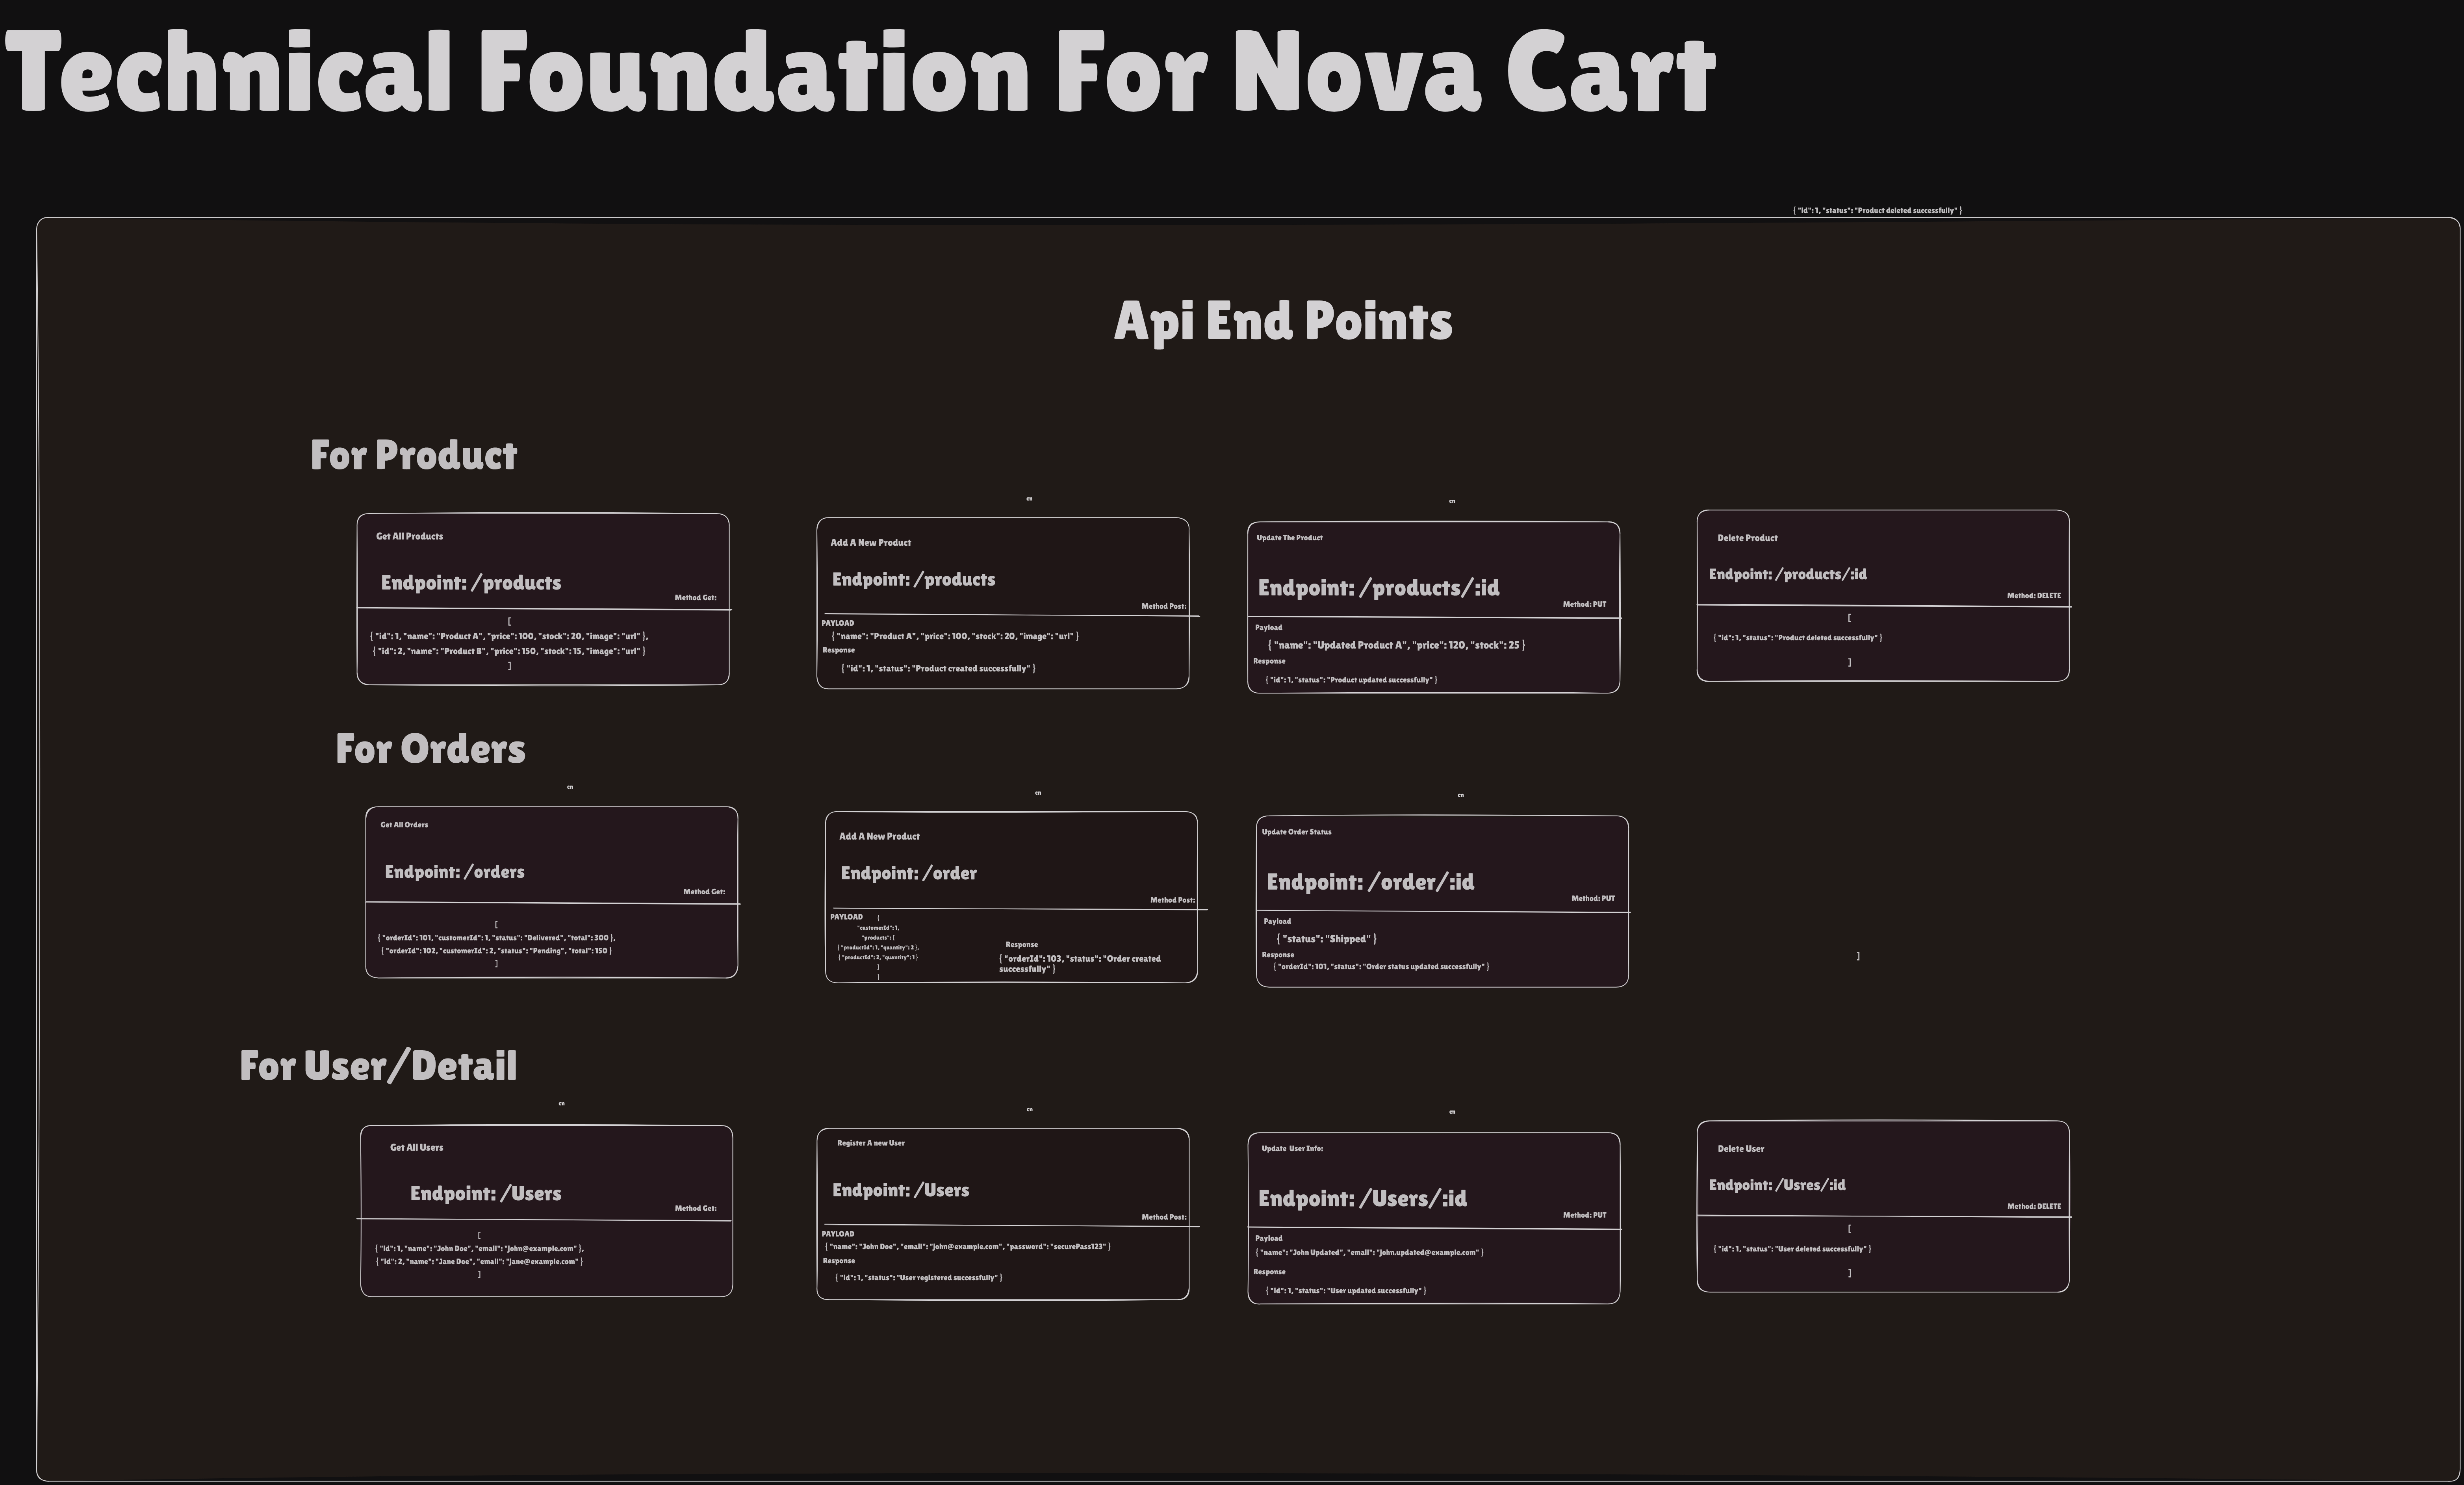 Technical Foundation For Nova Cart
{ "id": 1, "status": "Product deleted successfully" }
Api End Points
For Product
cn
cn
Get All Products
Endpoint: /products
Method Get:
[
{ "id": 1, "name": "Product A", "price": 100, "stock": 20, "image": "url" },
{ "id": 2, "name": "Product B", "price": 150, "stock": 15, "image": "url" }
]
Add A New Product
Endpoint: /products
Method Post:
PAYLOAD
{ "name": "Product A", "price": 100, "stock": 20, "image": "url" }
Response
{ "id": 1, "status": "Product created successfully" }
Update The Product
Endpoint: /products/:id
Method: PUT
Payload
{ "name": "Updated Product A", "price": 120, "stock": 25 }
Response
{ "id": 1, "status": "Product updated successfully" }
Delete Product
Endpoint: /products/:id
Method: DELETE
[
{ "id": 1, "status": "Product deleted successfully" }
]
For Orders
cn
cn
cn
Get All Orders
Endpoint: /orders
Method Get:
[
{ "orderId": 101, "customerId": 1, "status": "Delivered", "total": 300 },
{ "orderId": 102, "customerId": 2, "status": "Pending", "total": 150 }
]
Add A New Product
Endpoint: /order
Method Post:
PAYLOAD
{
"customerId": 1,
"products": [
{ "productId": 1, "quantity": 2 },
{ "productId": 2, "quantity": 1 }
]
}
Response
{ "orderId": 103, "status": "Order created
successfully" }
Update Order Status
Endpoint: /order/:id
Method: PUT
Payload
{ "status": "Shipped" }
Response
{ "orderId": 101, "status": "Order status updated successfully" }
]
For User/Detail
cn
cn
cn
Get All Users
Endpoint: /Users
Method Get:
[
{ "id": 1, "name": "John Doe", "email": "john@example.com" },
{ "id": 2, "name": "Jane Doe", "email": "jane@example.com" }
]
Register A new User
Endpoint: /Users
Method Post:
PAYLOAD
{ "name": "John Doe", "email": "john@example.com", "password": "securePass123" }
Response
{ "id": 1, "status": "User registered successfully" }
Update User Info:
Endpoint: /Users/:id
Method: PUT
Payload
{ "name": "John Updated", "email": "john.updated@example.com" }
Response
{ "id": 1, "status": "User updated successfully" }
Delete User
Endpoint: /Usres/:id
Method: DELETE
[
{ "id": 1, "status": "User deleted successfully" }
]